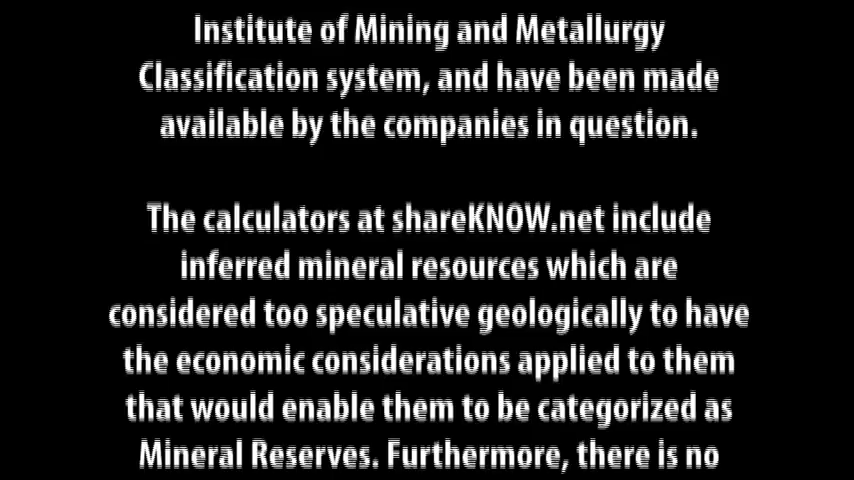 Institute of Mining and Metallurgy
Classification system, and have been made
available by the companies in question.
The calculators at shareKNOW.net include
inferred mineral resources which are
considered too speculative geologically to have
the economic considerations applied to them
that would enable them to be categorized as
Mineral Reserves. Furthermore, there is no